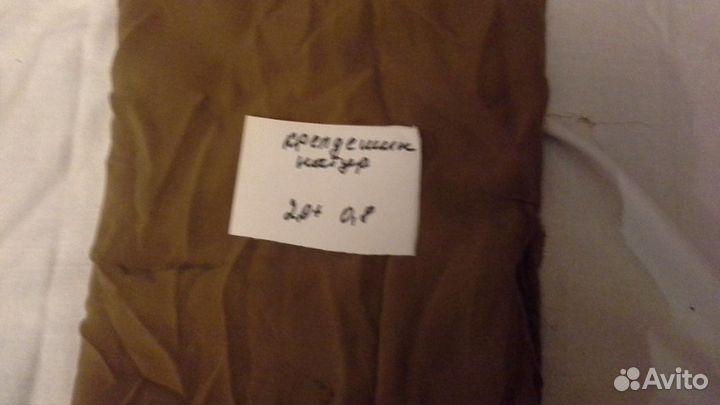 крепдешин
натур
2,0+ 0,8
Avito